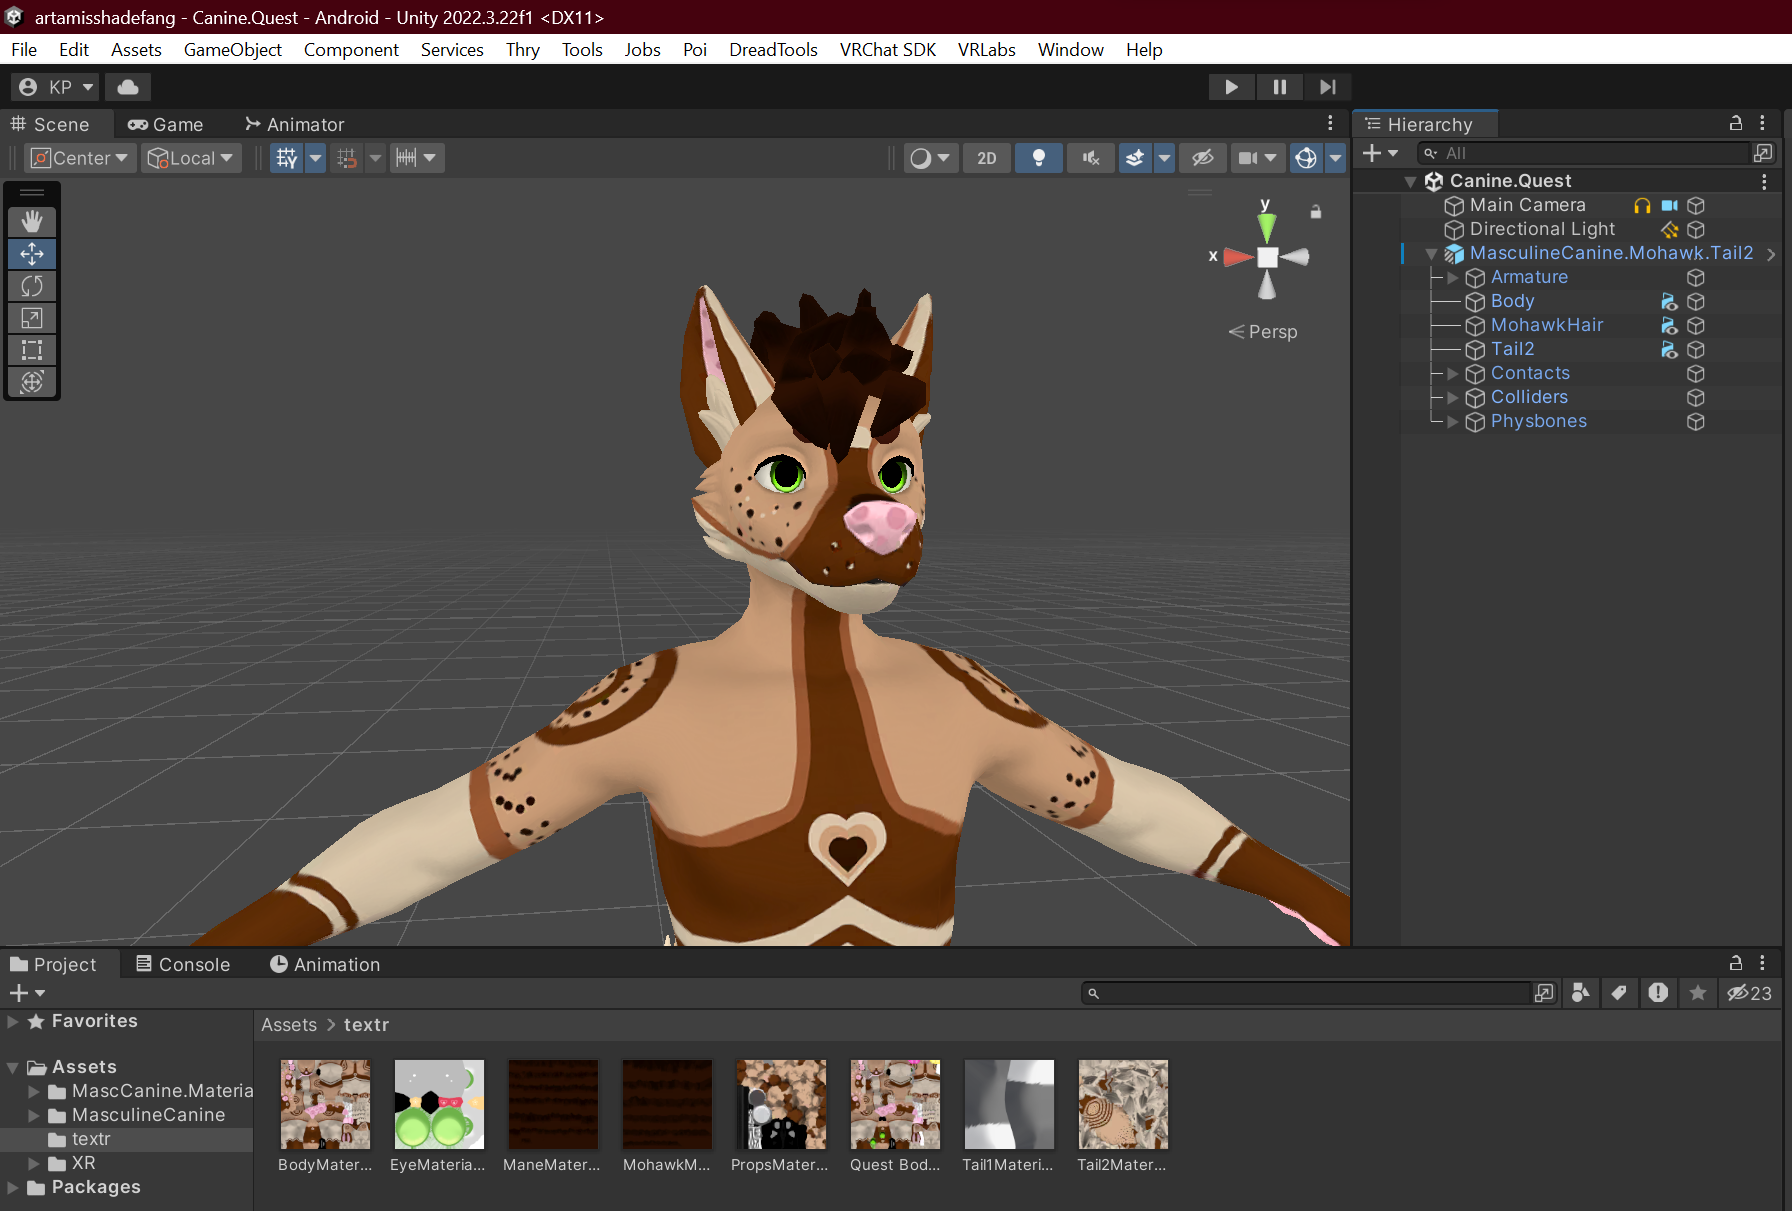 artamisshadefang - Canine.Quest - Android - Unity 2022.3.22f1 <DX11>
File Edit Assets GameObject Component Services Thry Tools Jobs Poi DreadTools VRChat SDK VRLabs Window Help
KP
Scene Game Animator
Center Local 2D
y
x
Persp
Hierarchy
All
Canine.Quest
Main Camera
Directional Light
MasculineCanine.Mohawk.Tail2
Armature
Body
MohawkHair
Tail2
Contacts
Colliders
Physbones
Project Console Animation
23
Favorites
Assets
MascCanine.Materia
MasculineCanine
textr
XR
Packages
Assets > textr
BodyMater... EyeMateria... ManeMater... MohawkM... PropsMater... Quest Bod... Tail1Materi... Tail2Mater...